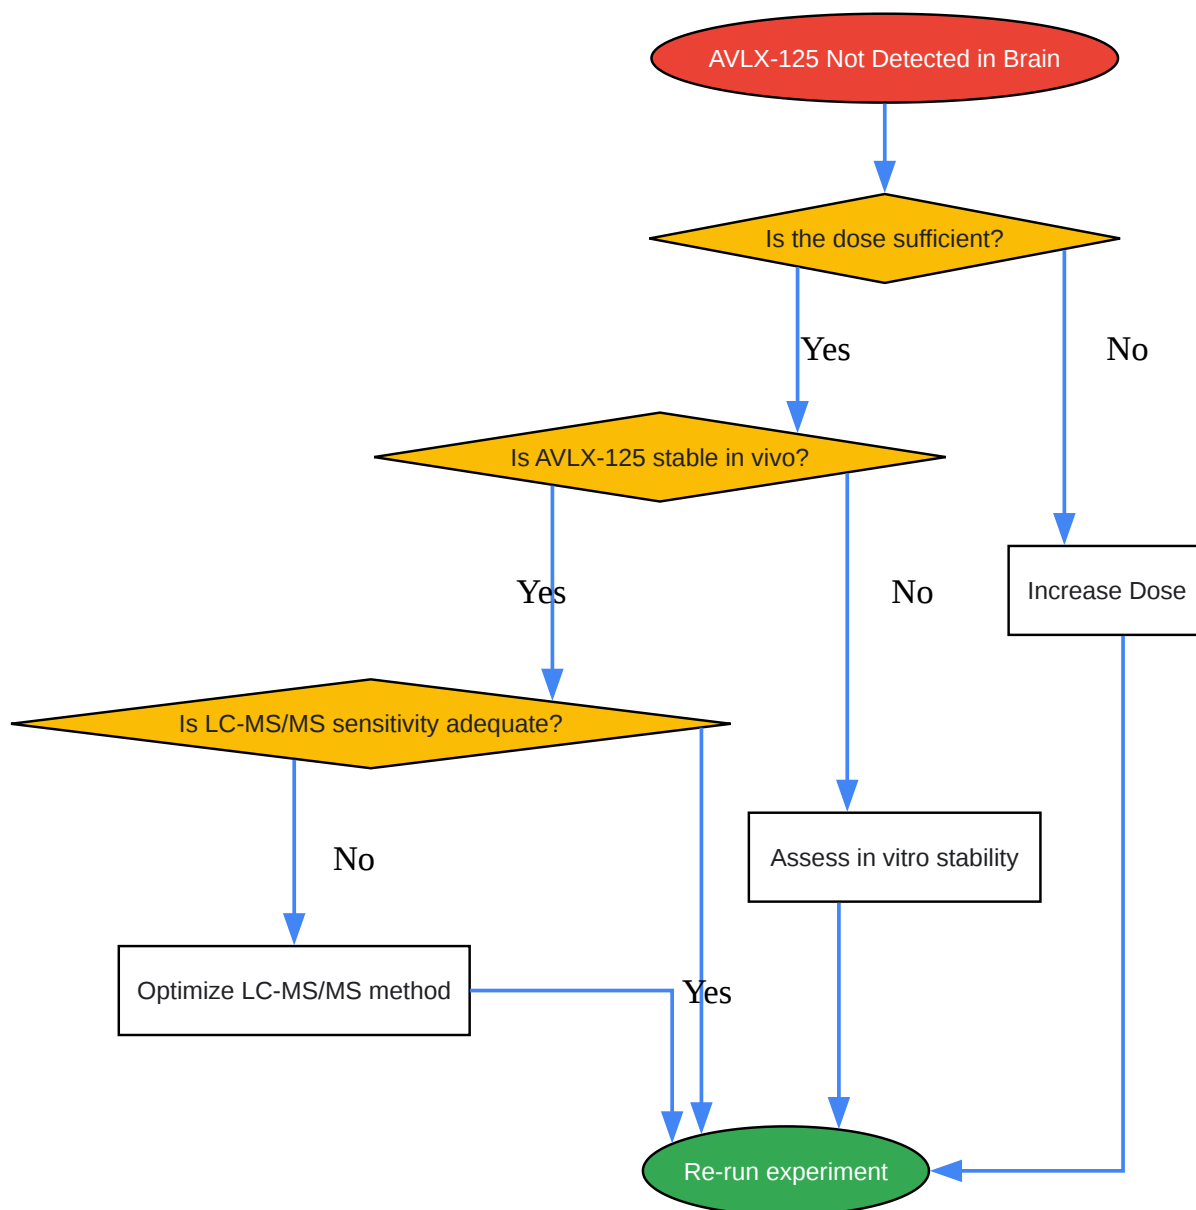 AVLX-125 Not Detected in Brain
Is the dose sufficient?
Yes
No
Is AVLX-125 stable in vivo?
Yes
No
Increase Dose
Is LC-MS/MS sensitivity adequate?
No
Assess in vitro stability
Optimize LC-MS/MS method
Yes
Re-run experiment